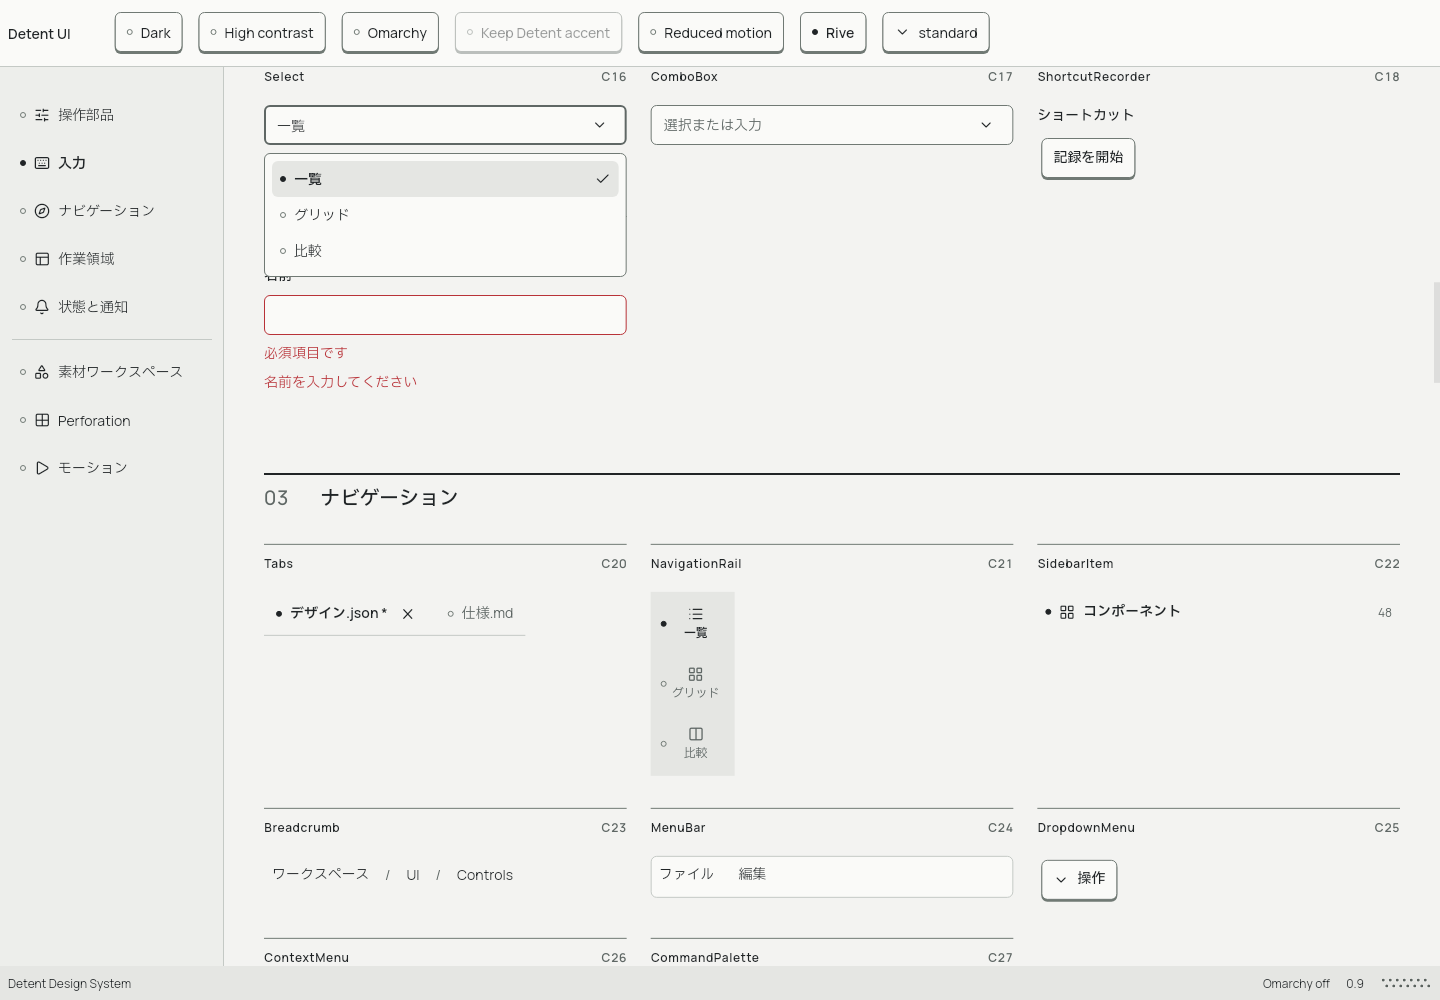 Detent UI
Dark
High contrast
Omarchy
Keep Detent accent
Reduced motion
Rive
standard
操作部品
入力
ナビゲーション
作業領域
状態と通知
素材ワークスペース
Perforation
モーション
Select C16
一覧
一覧
グリッド
比較
名前
必須項目です
名前を入力してください
ComboBox C17
選択または入力
ShortcutRecorder C18
ショートカット
記録を開始
03 ナビゲーション
Tabs C20
デザイン.json * 仕様.md
NavigationRail C21
一覧
グリッド
比較
SidebarItem C22
コンポーネント 48
Breadcrumb C23
ワークスペース / UI / Controls
MenuBar C24
ファイル 編集
DropdownMenu C25
操作
ContextMenu C26
CommandPalette C27
Detent Design System
Omarchy off 0.9